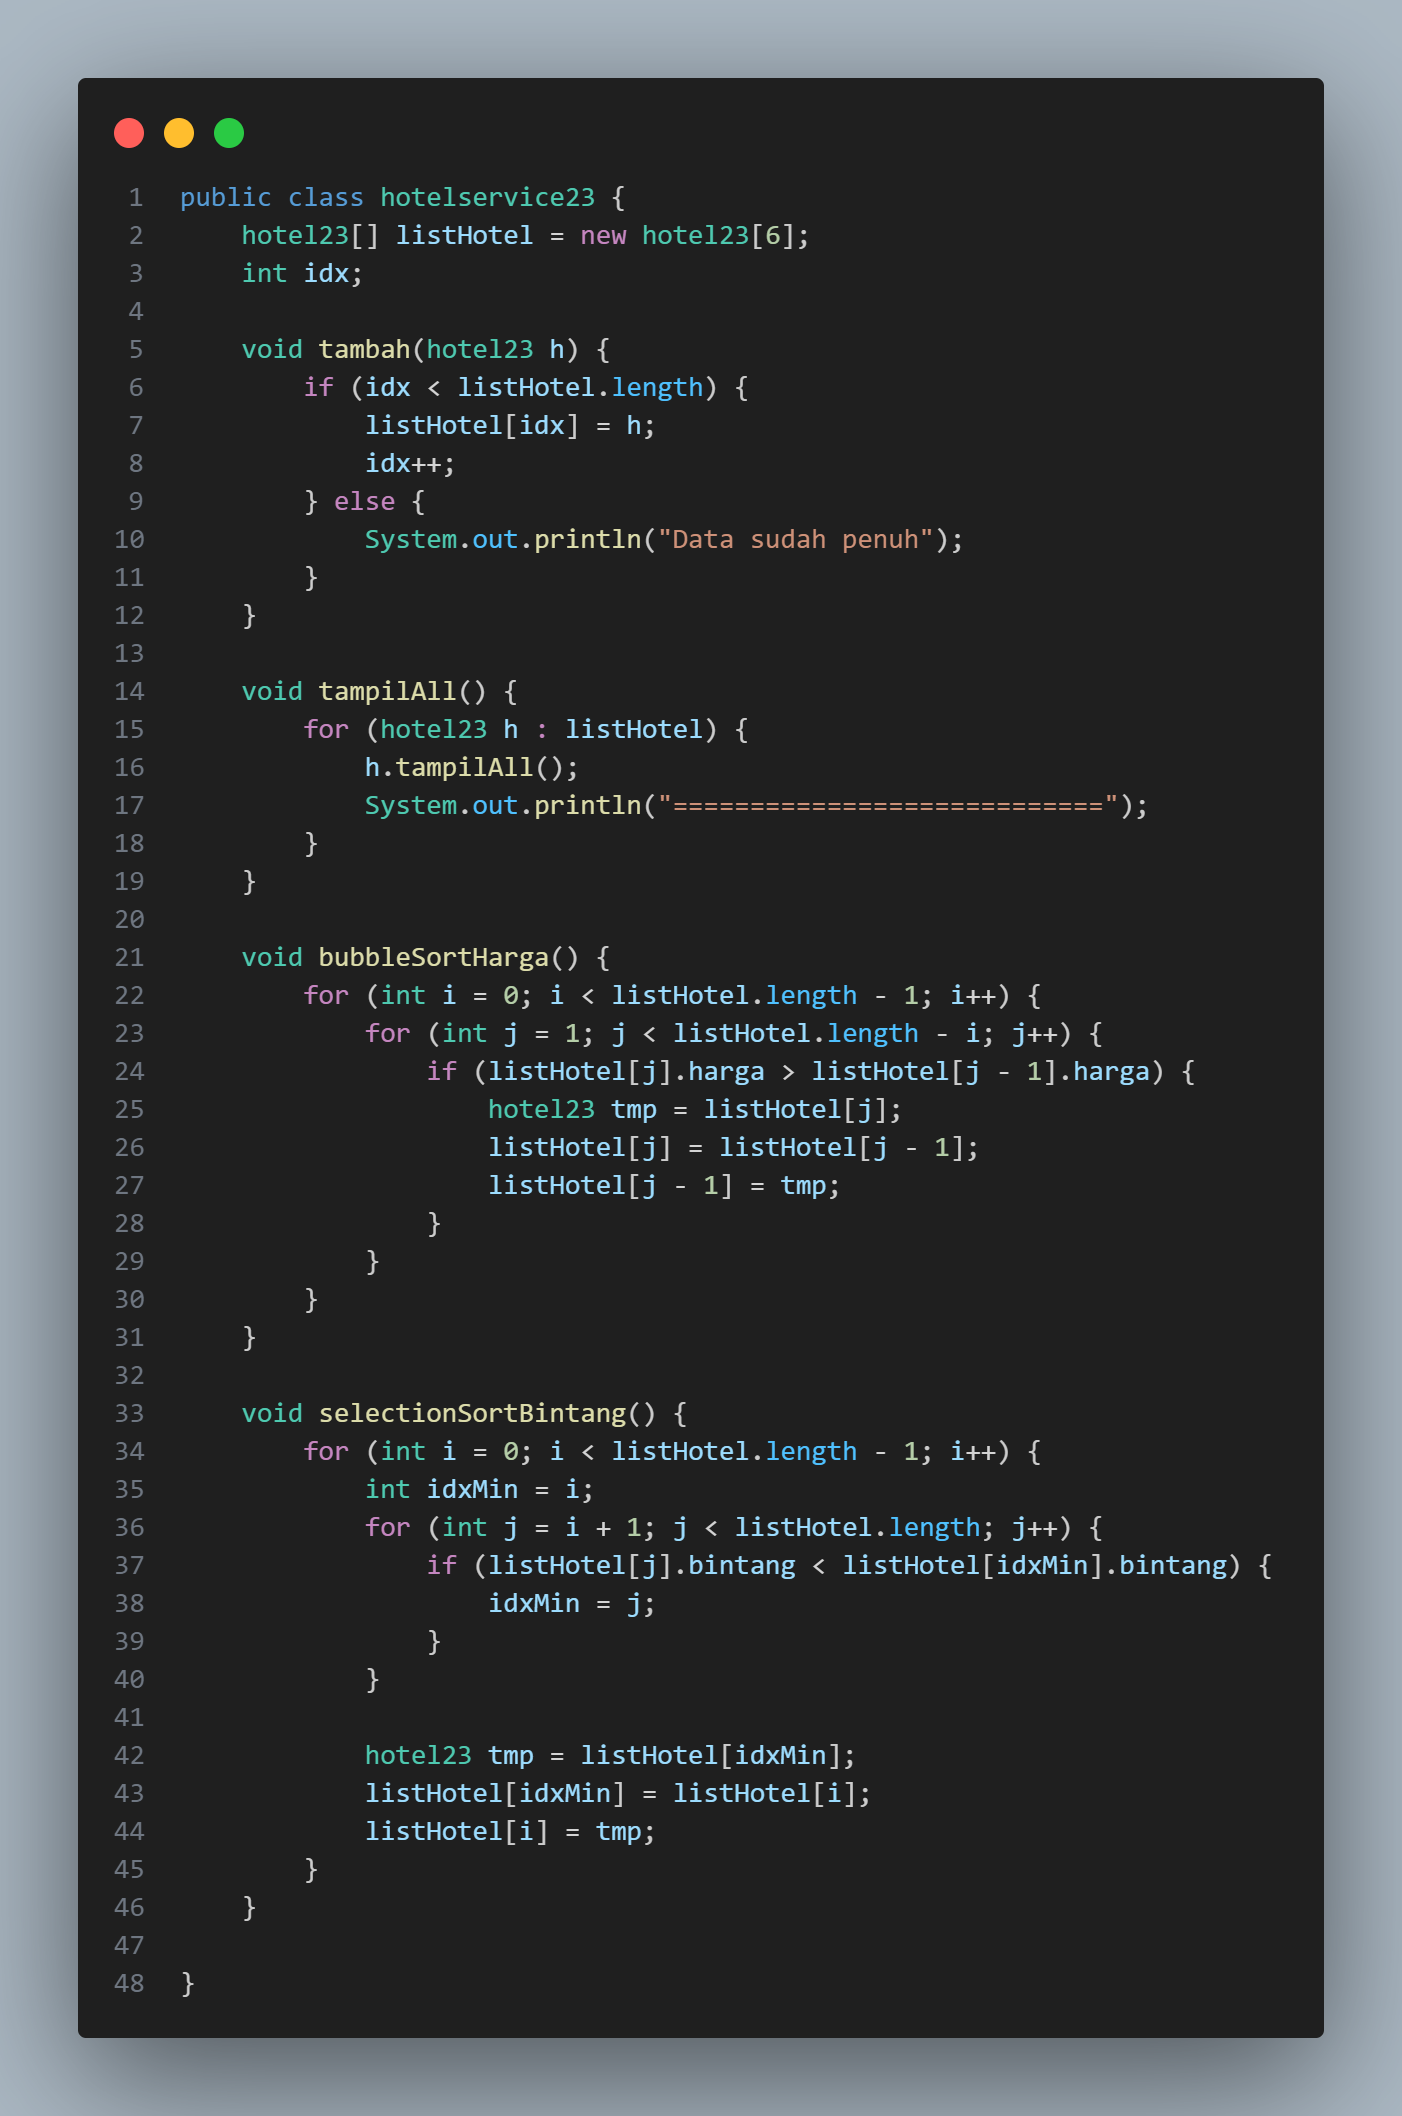 1 public class hotelservice23 {
2     hotel23[] listHotel = new hotel23[6];
3     int idx;
4
5     void tambah(hotel23 h) {
6         if (idx < listHotel.length) {
7             listHotel[idx] = h;
8             idx++;
9         } else {
10             System.out.println("Data sudah penuh");
11         }
12     }
13
14     void tampilAll() {
15         for (hotel23 h : listHotel) {
16             h.tampilAll();
17             System.out.println("============================");
18         }
19     }
20
21     void bubbleSortHarga() {
22         for (int i = 0; i < listHotel.length - 1; i++) {
23             for (int j = 1; j < listHotel.length - i; j++) {
24                 if (listHotel[j].harga > listHotel[j - 1].harga) {
25                     hotel23 tmp = listHotel[j];
26                     listHotel[j] = listHotel[j - 1];
27                     listHotel[j - 1] = tmp;
28                 }
29             }
30         }
31     }
32
33     void selectionSortBintang() {
34         for (int i = 0; i < listHotel.length - 1; i++) {
35             int idxMin = i;
36             for (int j = i + 1; j < listHotel.length; j++) {
37                 if (listHotel[j].bintang < listHotel[idxMin].bintang) {
38                     idxMin = j;
39                 }
40             }
41
42             hotel23 tmp = listHotel[idxMin];
43             listHotel[idxMin] = listHotel[i];
44             listHotel[i] = tmp;
45         }
46     }
47
48 }